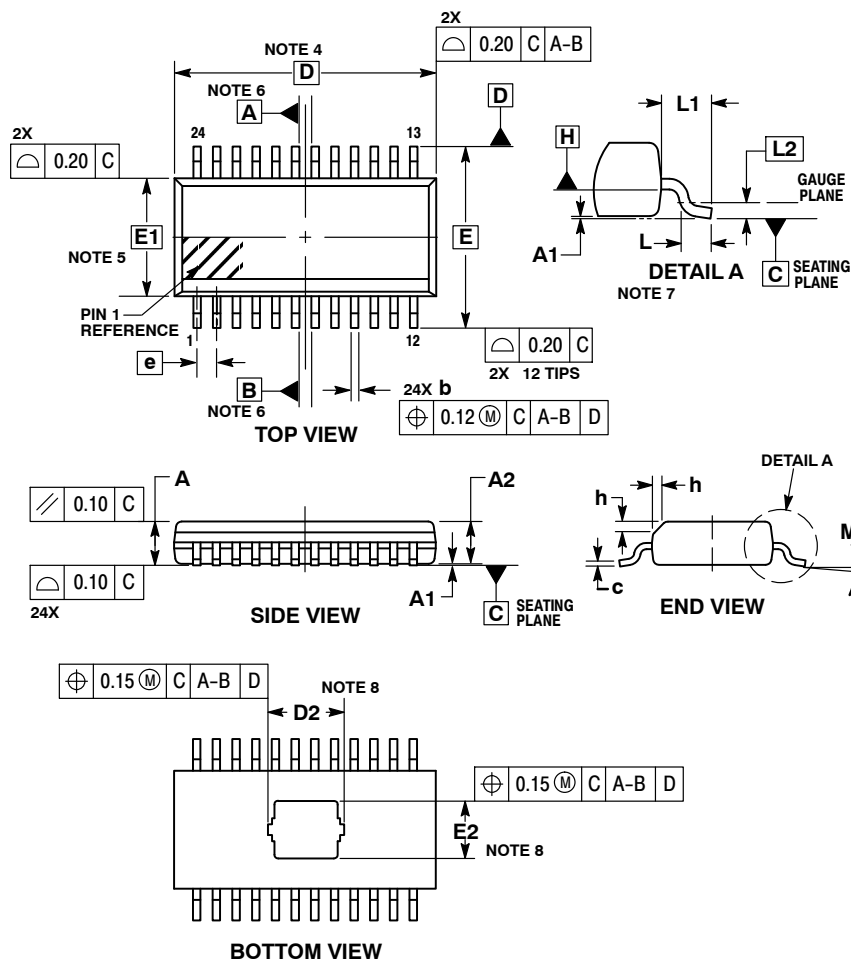 2X
⌓ 0.20 C A-B
NOTE 4
D
NOTE 6
A
D
2X
⌓ 0.20 C
24
13
E1
NOTE 5
E
PIN 1
REFERENCE
1
12
e
B
NOTE 6
⌓ 0.20 C
2X 12 TIPS
24X b
⌖ 0.12 Ⓜ C A-B D
TOP VIEW
L1
H
L2
GAUGE
PLANE
A1
L
C SEATING
PLANE
DETAIL A
NOTE 7
A
A2
// 0.10 C
⌓ 0.10 C
24X
A1
C SEATING
PLANE
SIDE VIEW
DETAIL A
h
h
M
c
END VIEW
⌖ 0.15 Ⓜ C A-B D
NOTE 8
D2
⌖ 0.15 Ⓜ C A-B D
E2
NOTE 8
BOTTOM VIEW